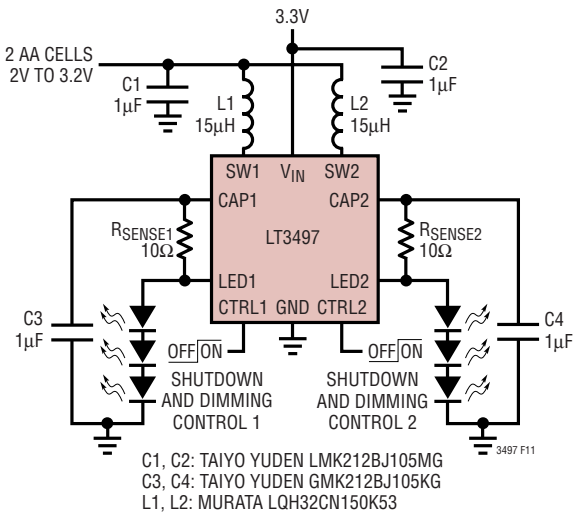 3.3V
2 AA CELLS
2V TO 3.2V
C1
1µF
C2
1µF
L1
15µH
L2
15µH
SW1 VIN SW2
CAP1 CAP2
RSENSE1
10Ω
LT3497
RSENSE2
10Ω
LED1 LED2
CTRL1 GND CTRL2
C3
1µF
C4
1µF
OFF ON
OFF ON
SHUTDOWN
AND DIMMING
CONTROL 1
SHUTDOWN
AND DIMMING
CONTROL 2
3497 F11
C1, C2: TAIYO YUDEN LMK212BJ105MG
C3, C4: TAIYO YUDEN GMK212BJ105KG
L1, L2: MURATA LQH32CN150K53